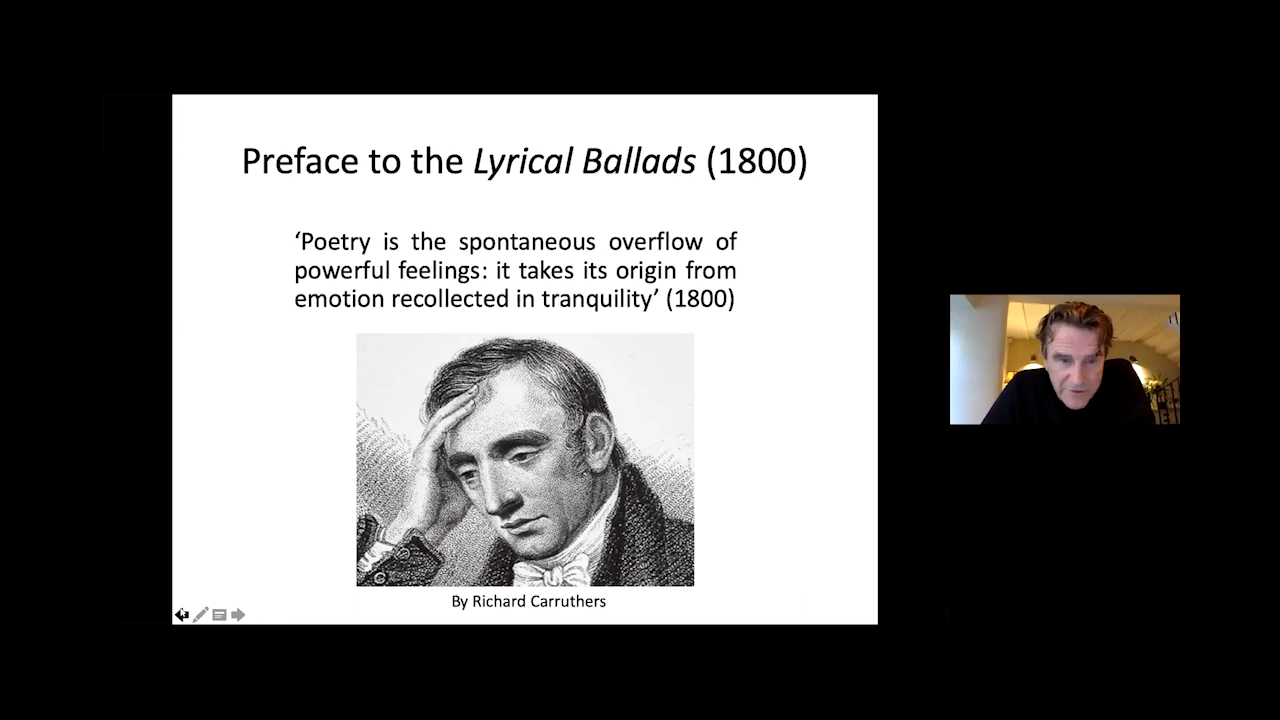 Preface to the Lyrical Ballads (1800)
‘Poetry is the spontaneous overflow of
powerful feelings: it takes its origin from
emotion recollected in tranquility’ (1800)
By Richard Carruthers